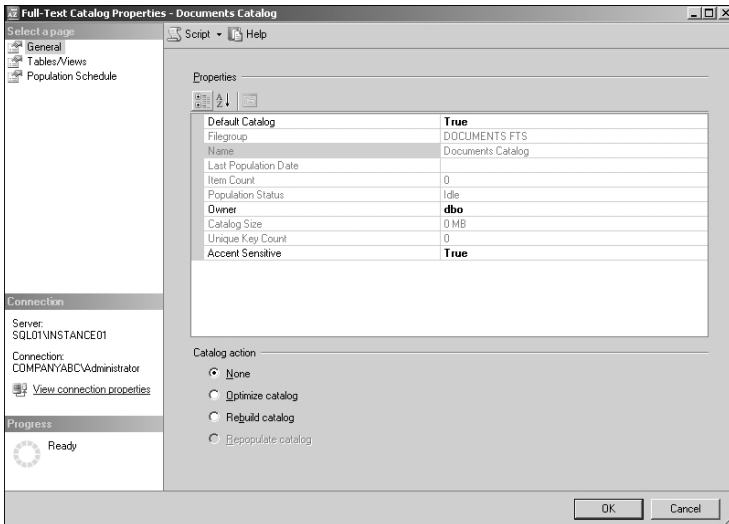 Full-Text Catalog Properties - Documents Catalog
Select a page
General
Tables/Views
Population Schedule
Script
Help
Properties
Default Catalog True
Filegroup DOCUMENTS FTS
Name Documents Catalog
Last Population Date
Item Count 0
Population Status Idle
Owner dbo
Catalog Size 0 MB
Unique Key Count 0
Accent Sensitive True
Connection
Server:
SQL01\INSTANCE01
Connection:
COMPANYABC\Administrator
View connection properties
Progress
Ready
Catalog action
None
Optimize catalog
Rebuild catalog
Repopulate catalog
OK
Cancel